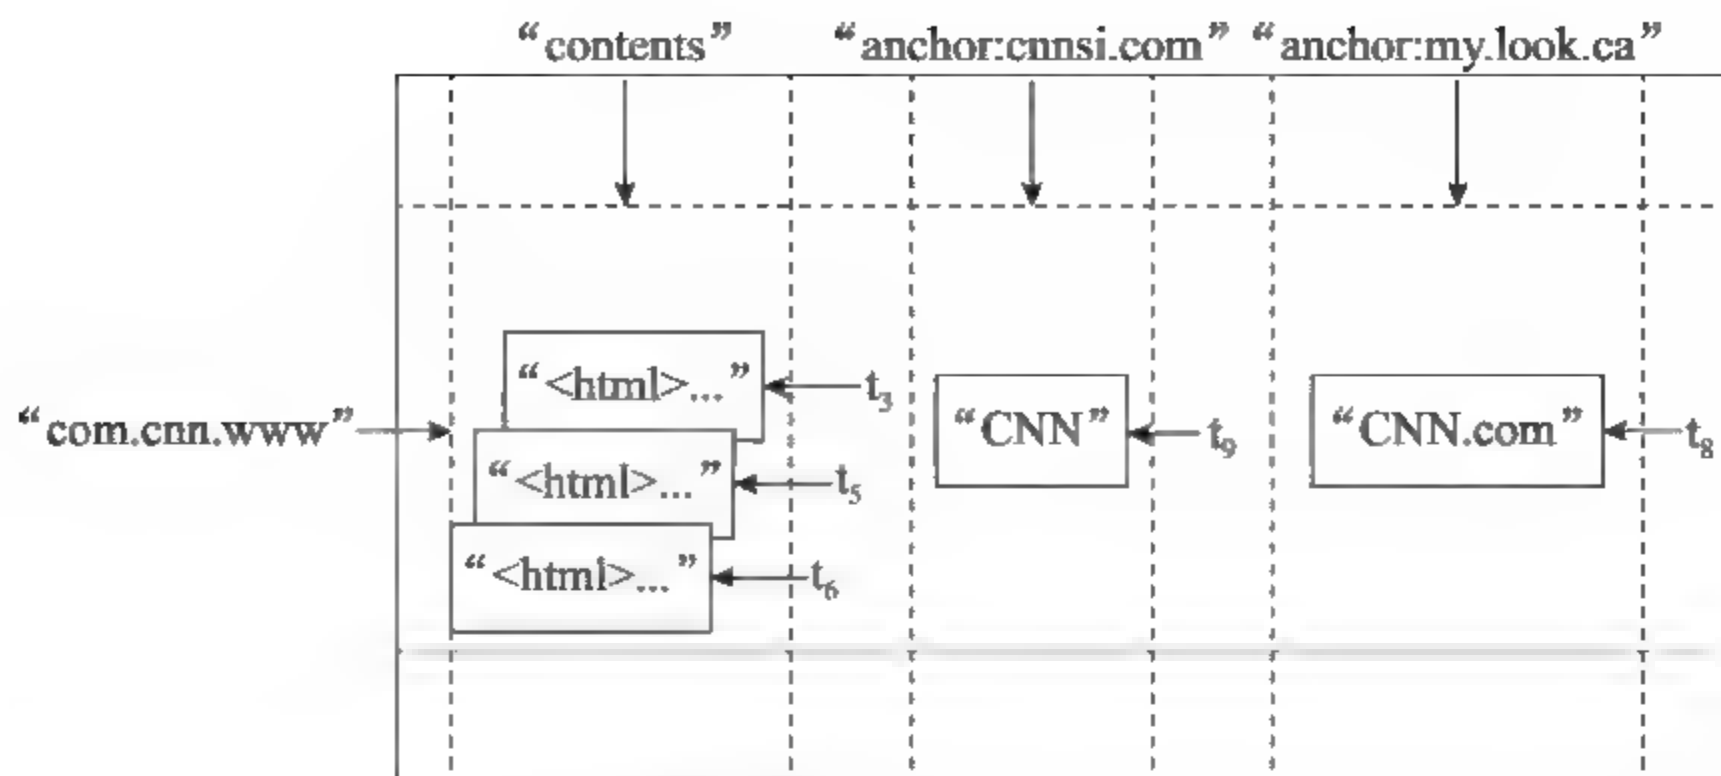 “contents” “anchor:cnnsi.com” “anchor:my.look.ca”
“<html>...” t₃
“com.cnn.www” “CNN” t₉ “CNN.com” t₈
“<html>...” t₅
“<html>...” t₆